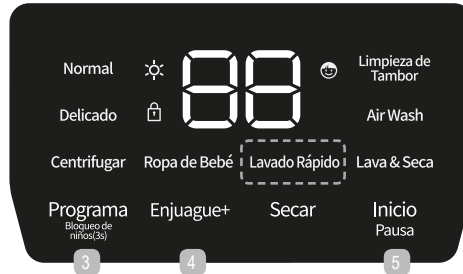 Normal
88
Limpieza de
Tambor
Delicado
Air Wash
Centrifugar
Ropa de Bebé
Lavado Rápido
Lava & Seca
Programa
Bloqueo de
niños(3s)
Enjuague+
Secar
Inicio
Pausa
3
4
5